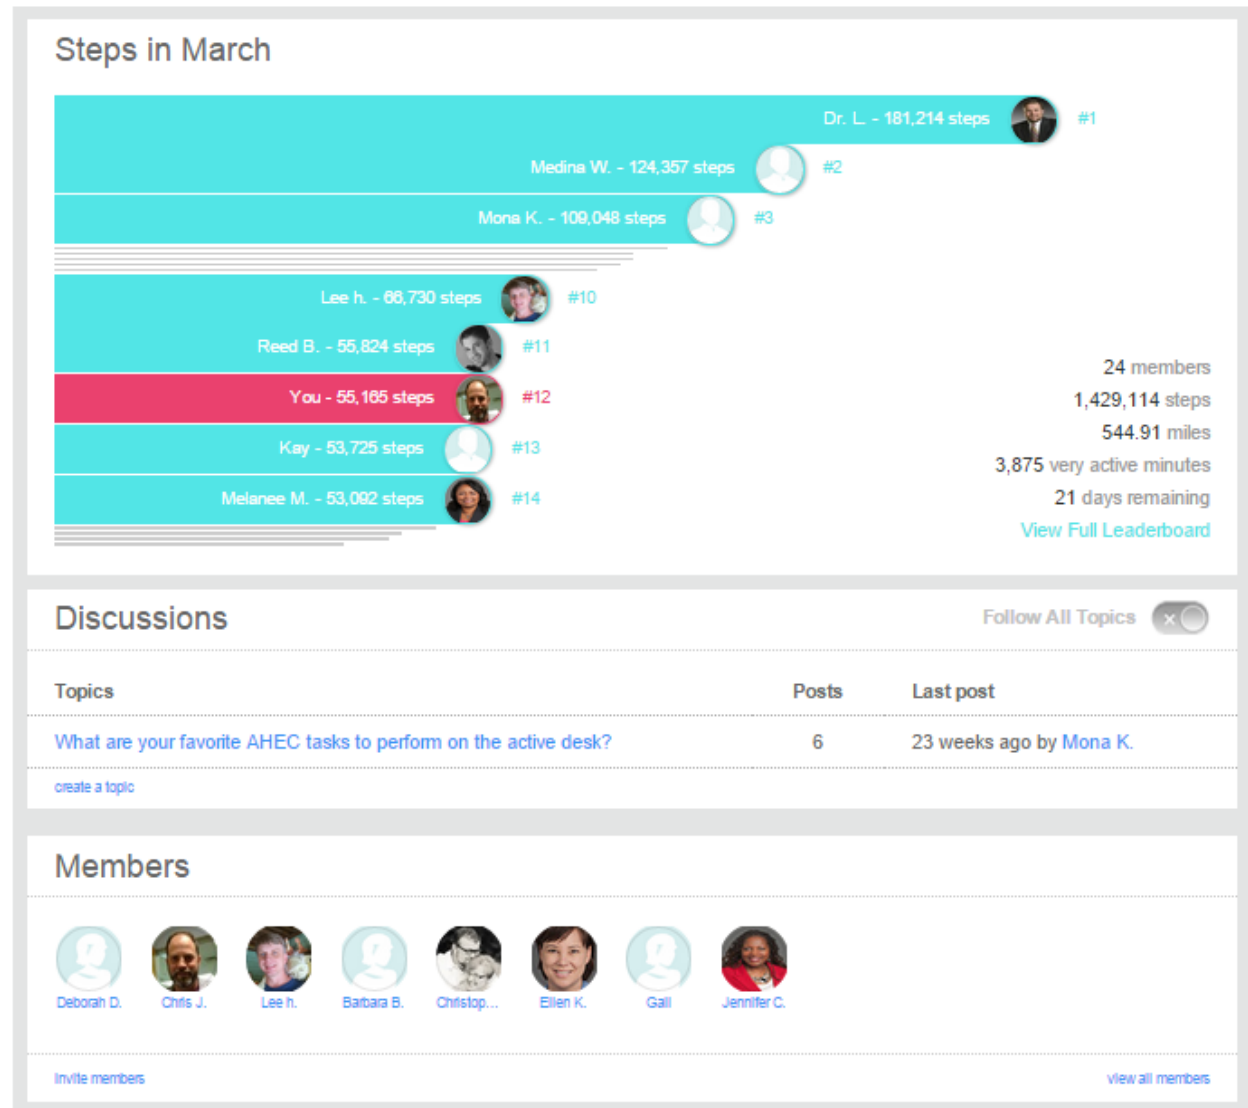 Steps in March
Dr. L. - 181,214 steps #1
Medina W. - 124,357 steps #2
Mona K. - 109,048 steps #3
Lee h. - 66,730 steps #10
Reed B. - 55,824 steps #11
You - 55,165 steps #12
Kay - 53,725 steps #13
Melanee M. - 53,092 steps #14
24 members
1,429,114 steps
544.91 miles
3,875 very active minutes
21 days remaining
View Full Leaderboard
Discussions Follow All Topics
Topics Posts Last post
What are your favorite AHEC tasks to perform on the active desk? 6 23 weeks ago by Mona K.
create a topic
Members
Deborah D. Chris J. Lee h. Barbara B. Christop... Ellen K. Gail Jennifer C.
invite members view all members